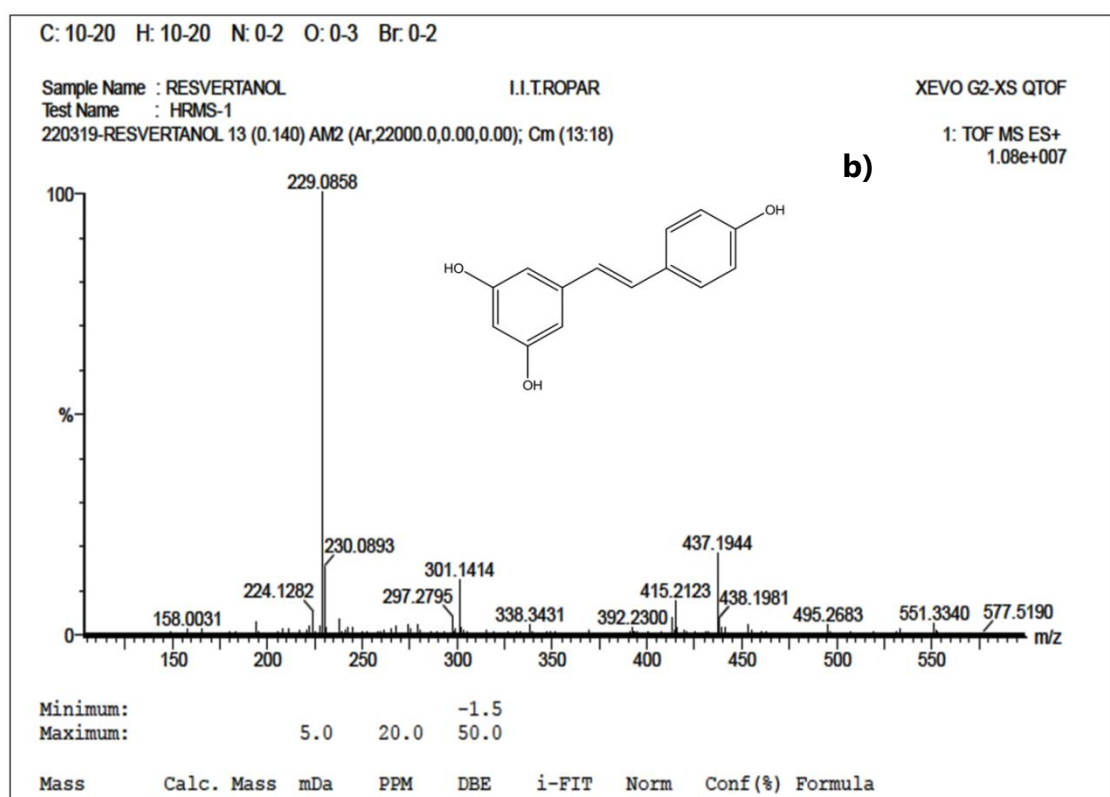 C: 10-20 H: 10-20 N: 0-2 O: 0-3 Br: 0-2
Sample Name : RESVERTANOL I.I.T.ROPAR XEVO G2-XS QTOF
Test Name : HRMS-1
220319-RESVERTANOL 13 (0.140) AM2 (Ar,22000.0,0.00,0.00); Cm (13:18) 1: TOF MS ES+
1.08e+007
b)
100
229.0858
OH
HO
OH
%
437.1944
230.0893
301.1414
224.1282
297.2795
415.2123
438.1981
158.0031
338.3431
392.2300
495.2683
551.3340
577.5190
0
m/z
150 200 250 300 350 400 450 500 550
Minimum: -1.5
Maximum: 5.0 20.0 50.0
Mass Calc. Mass mDa PPM DBE i-FIT Norm Conf(%) Formula